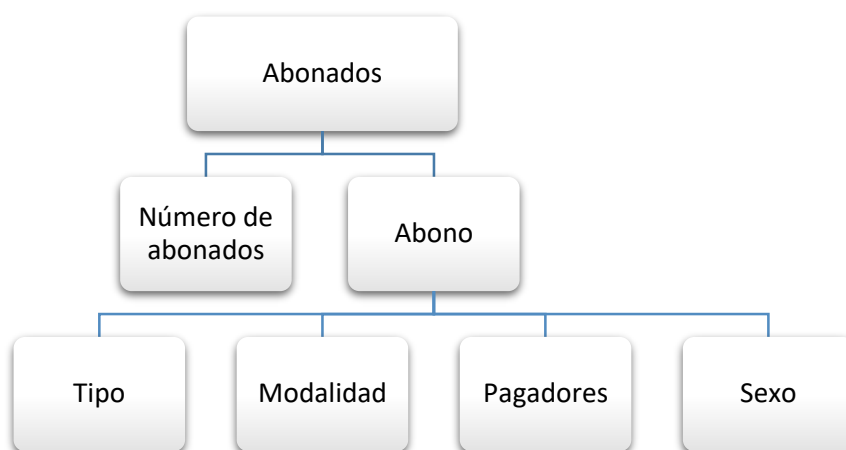 Abonados
Número de
abonados
Abono
Tipo
Modalidad
Pagadores
Sexo